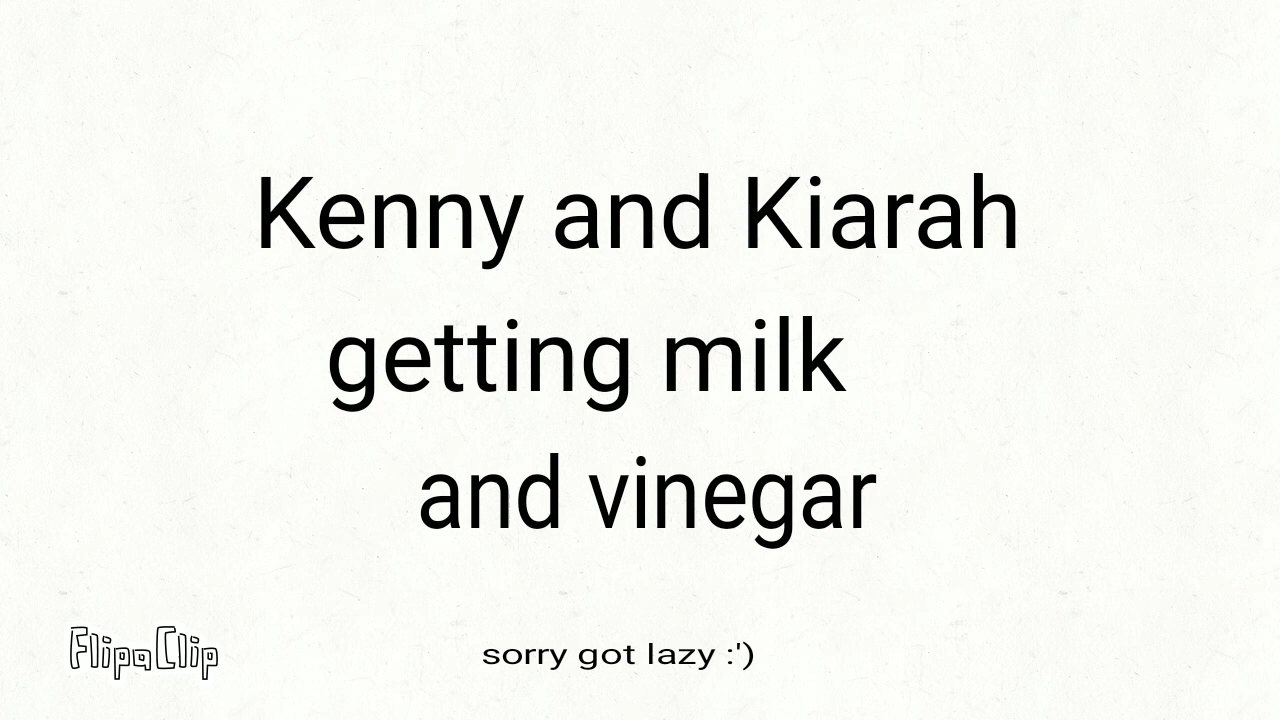 Kenny and Kiarah
getting milk
and vinegar
sorry got lazy :')
FlipaClip